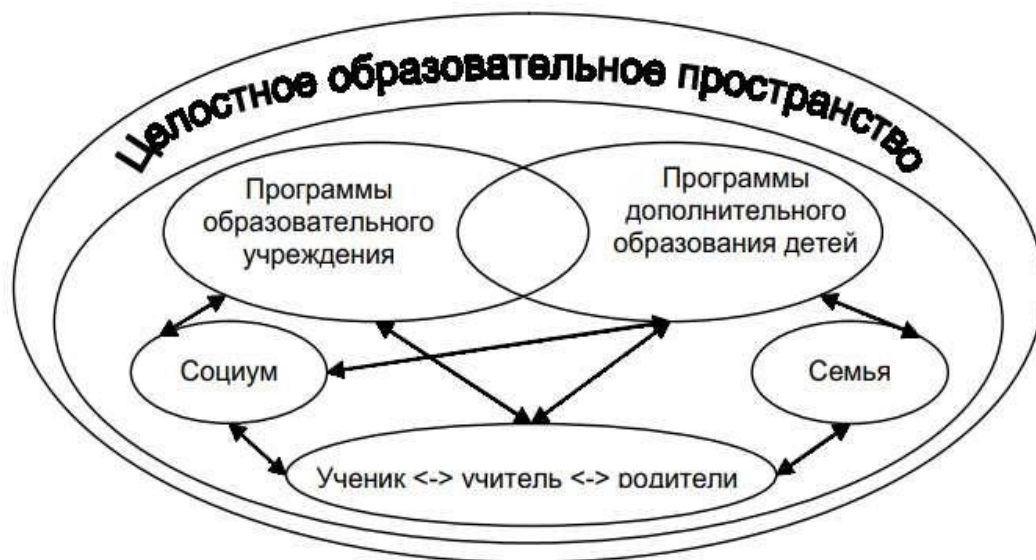 Целостное образовательное пространство
Программы
образовательного
учреждения
Программы
дополнительного
образования детей
Социум
Семья
Ученик <-> учитель <-> родители